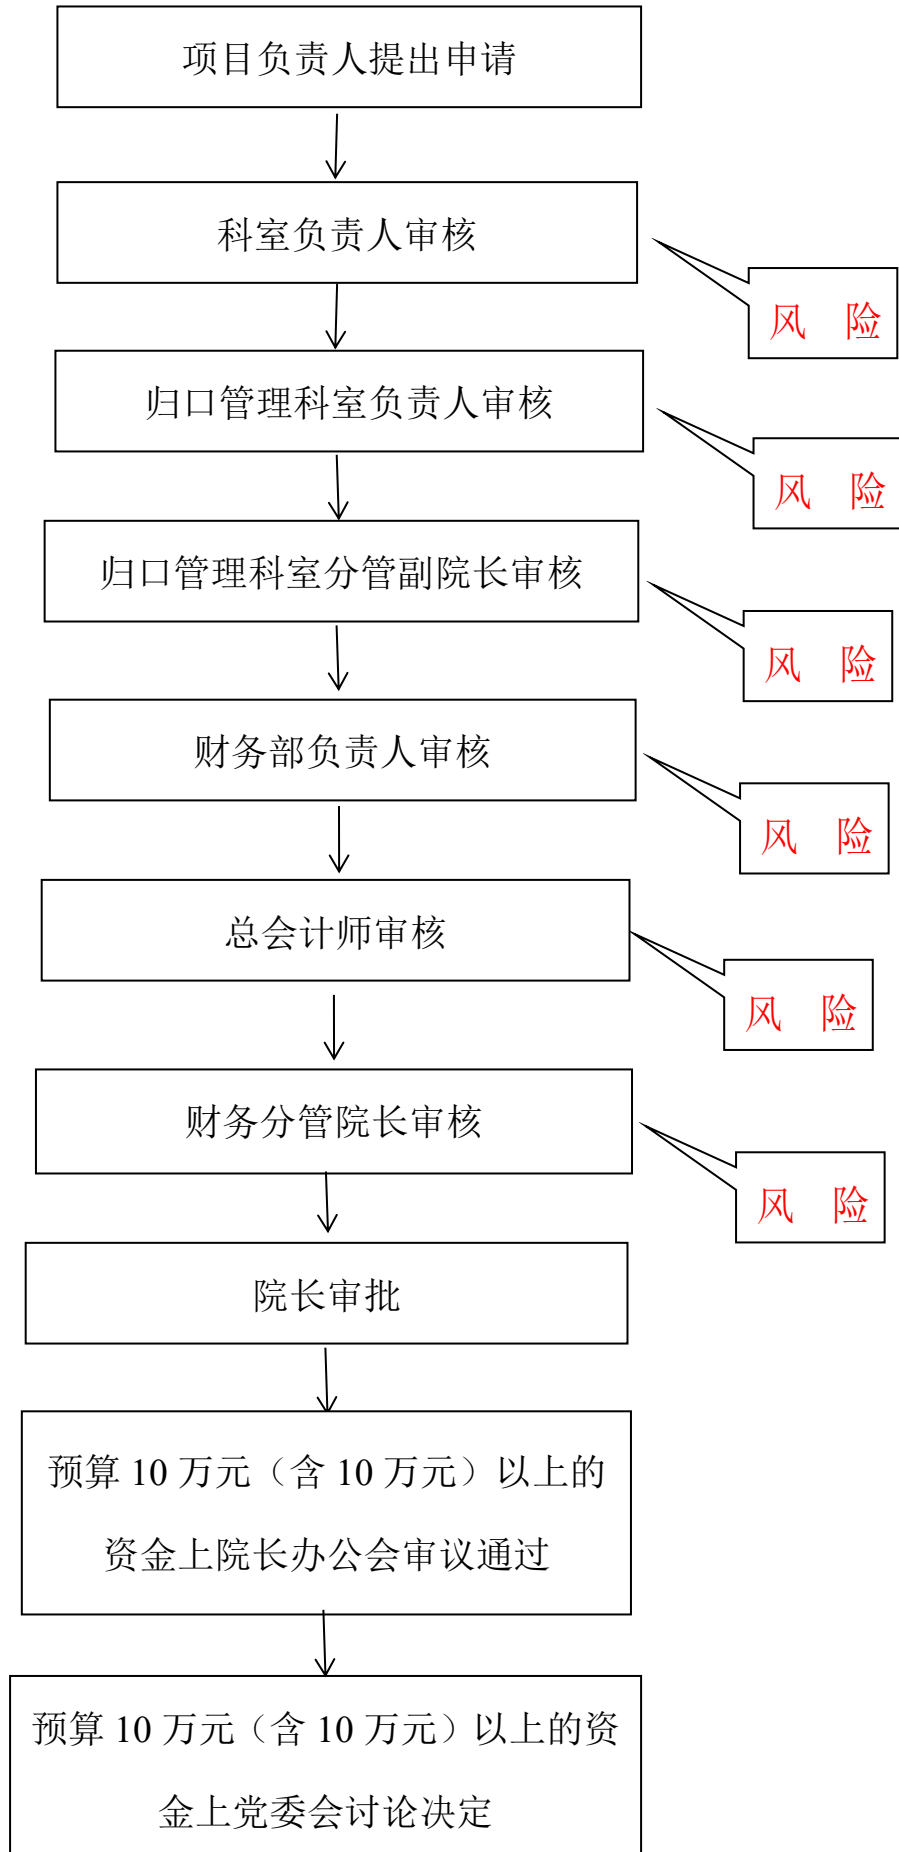 项目负责人提出申请
科室负责人审核
风 险
归口管理科室负责人审核
风 险
归口管理科室分管副院长审核
风 险
财务部负责人审核
风 险
总会计师审核
风 险
财务分管院长审核
风 险
院长审批
预算 10 万元（含 10 万元）以上的
资金上院长办公会审议通过
预算 10 万元（含 10 万元）以上的资
金上党委会讨论决定